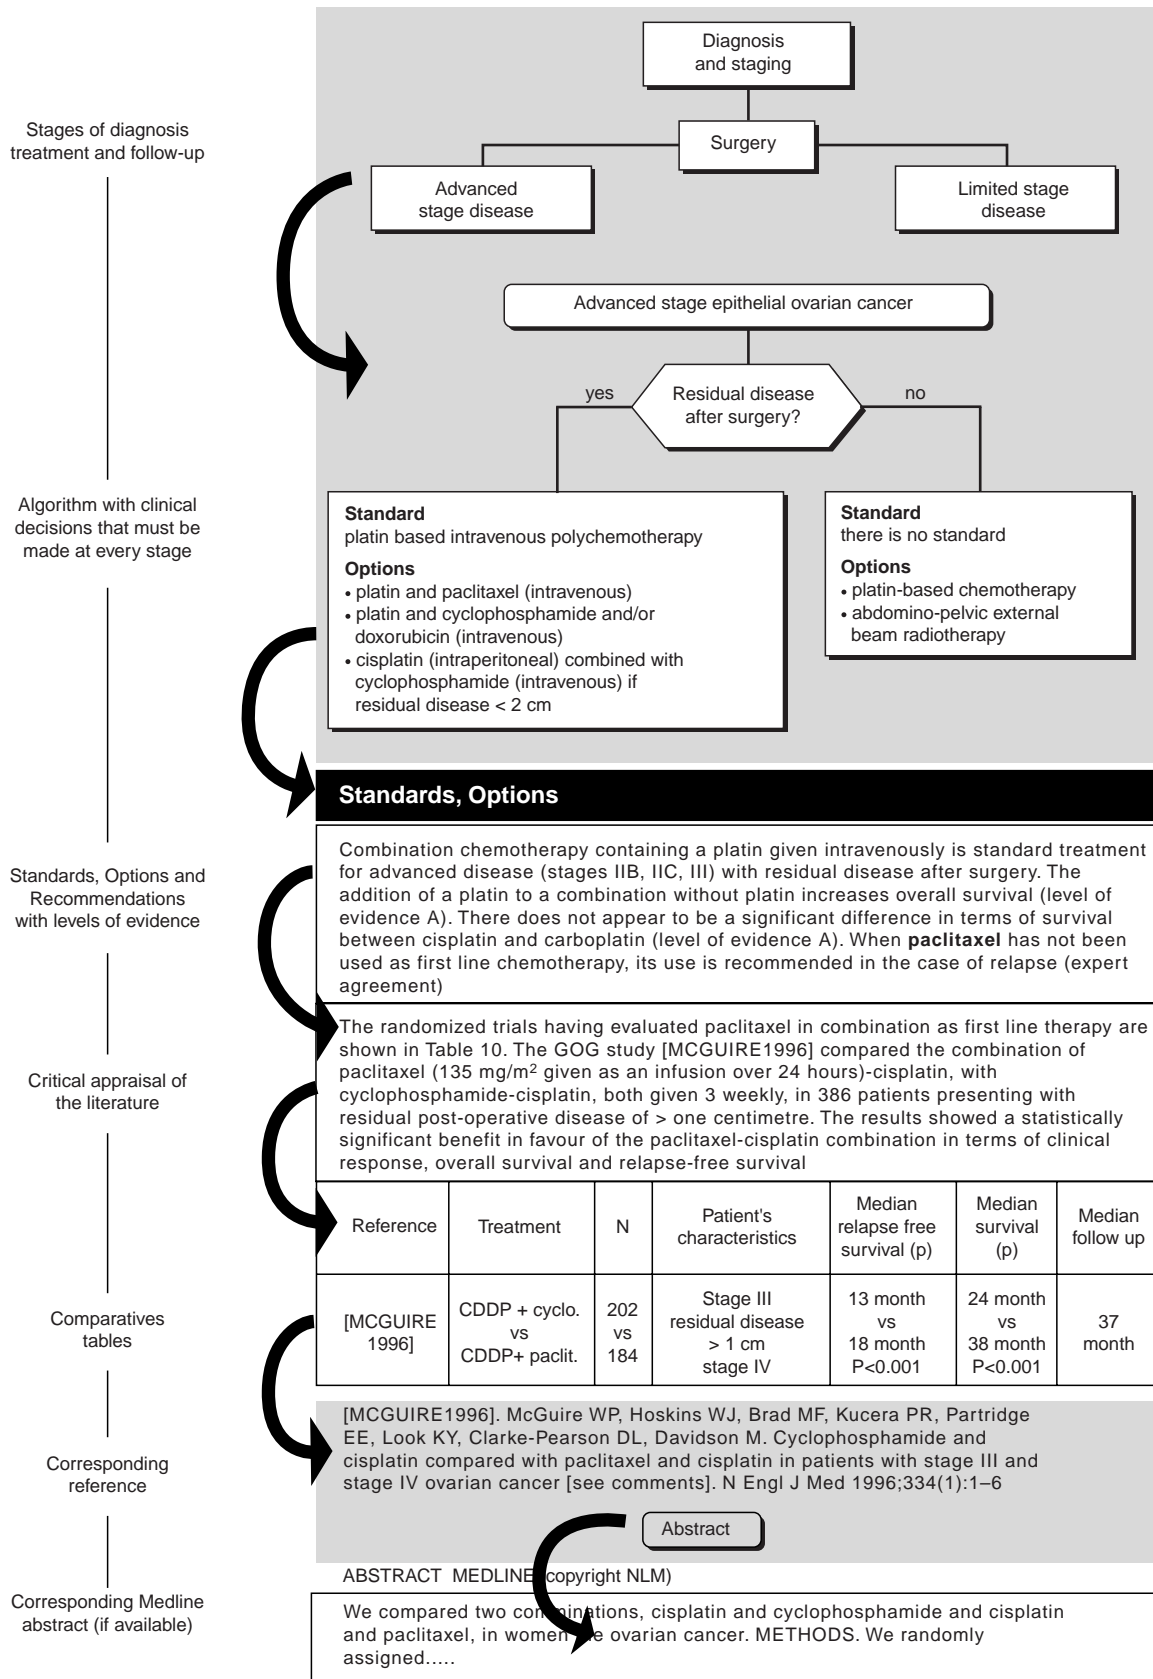 Diagnosis
and staging
Stages of diagnosis
treatment and follow-up
Surgery
Advanced
stage disease
Limited stage
disease
Advanced stage epithelial ovarian cancer
yes
Residual disease
after surgery?
no
Algorithm with clinical
decisions that must be
made at every stage
Standard
platin based intravenous polychemotherapy
Options
• platin and paclitaxel (intravenous)
• platin and cyclophosphamide and/or
doxorubicin (intravenous)
• cisplatin (intraperitoneal) combined with
cyclophosphamide (intravenous) if
residual disease < 2 cm
Standard
there is no standard
Options
• platin-based chemotherapy
• abdomino-pelvic external
beam radiotherapy
Standards, Options
Standards, Options and
Recommendations
with levels of evidence
Combination chemotherapy containing a platin given intravenously is standard treatment
for advanced disease (stages IIB, IIC, III) with residual disease after surgery. The
addition of a platin to a combination without platin increases overall survival (level of
evidence A). There does not appear to be a significant difference in terms of survival
between cisplatin and carboplatin (level of evidence A). When paclitaxel has not been
used as first line chemotherapy, its use is recommended in the case of relapse (expert
agreement)
Critical appraisal of
the literature
The randomized trials having evaluated paclitaxel in combination as first line therapy are
shown in Table 10. The GOG study [MCGUIRE1996] compared the combination of
paclitaxel (135 mg/m² given as an infusion over 24 hours)-cisplatin, with
cyclophosphamide-cisplatin, both given 3 weekly, in 386 patients presenting with
residual post-operative disease of > one centimetre. The results showed a statistically
significant benefit in favour of the paclitaxel-cisplatin combination in terms of clinical
response, overall survival and relapse-free survival
Reference
Treatment
N
Patient's
characteristics
Median
relapse free
survival (p)
Median
survival
(p)
Median
follow up
Comparatives
tables
[MCGUIRE
1996]
CDDP + cyclo.
vs
CDDP+ paclit.
202
vs
184
Stage III
residual disease
> 1 cm
stage IV
13 month
vs
18 month
P<0.001
24 month
vs
38 month
P<0.001
37
month
Corresponding
reference
[MCGUIRE1996]. McGuire WP, Hoskins WJ, Brad MF, Kucera PR, Partridge
EE, Look KY, Clarke-Pearson DL, Davidson M. Cyclophosphamide and
cisplatin compared with paclitaxel and cisplatin in patients with stage III and
stage IV ovarian cancer [see comments]. N Engl J Med 1996;334(1):1–6
Abstract
Corresponding Medline
abstract (if available)
ABSTRACT MEDLINE (copyright NLM)
We compared two combinations, cisplatin and cyclophosphamide and cisplatin
and paclitaxel, in women ovarian cancer. METHODS. We randomly
assigned.....